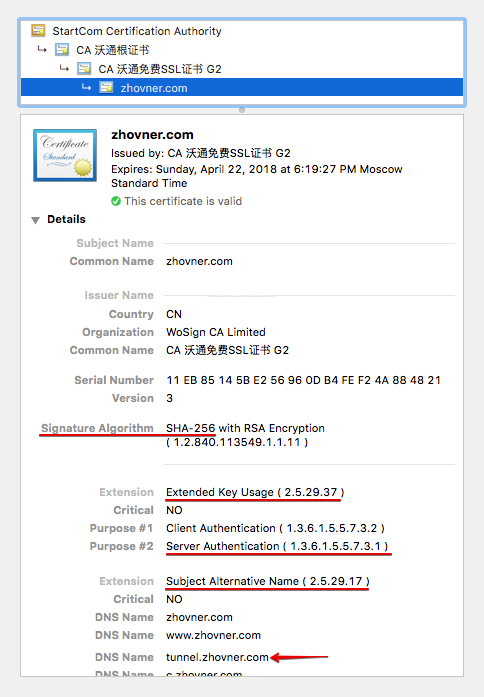 StartCom Certification Authority
CA 沃通根证书
CA 沃通免费SSL证书 G2
zhovner.com
Certificate
Standard
zhovner.com
Issued by: CA 沃通免费SSL证书 G2
Expires: Sunday, April 22, 2018 at 6:19:27 PM Moscow
Standard Time
This certificate is valid
Details
Subject Name
Common Name zhovner.com
Issuer Name
Country CN
Organization WoSign CA Limited
Common Name CA 沃通免费SSL证书 G2
Serial Number 11 EB 85 14 5B E2 56 96 0D B4 FE F2 4A 88 48 21
Version 3
Signature Algorithm SHA-256 with RSA Encryption
( 1.2.840.113549.1.1.11 )
Extension Extended Key Usage ( 2.5.29.37 )
Critical NO
Purpose #1 Client Authentication ( 1.3.6.1.5.5.7.3.2 )
Purpose #2 Server Authentication ( 1.3.6.1.5.5.7.3.1 )
Extension Subject Alternative Name ( 2.5.29.17 )
Critical NO
DNS Name zhovner.com
DNS Name www.zhovner.com
DNS Name tunnel.zhovner.com
DNS Name c.zhovner.com